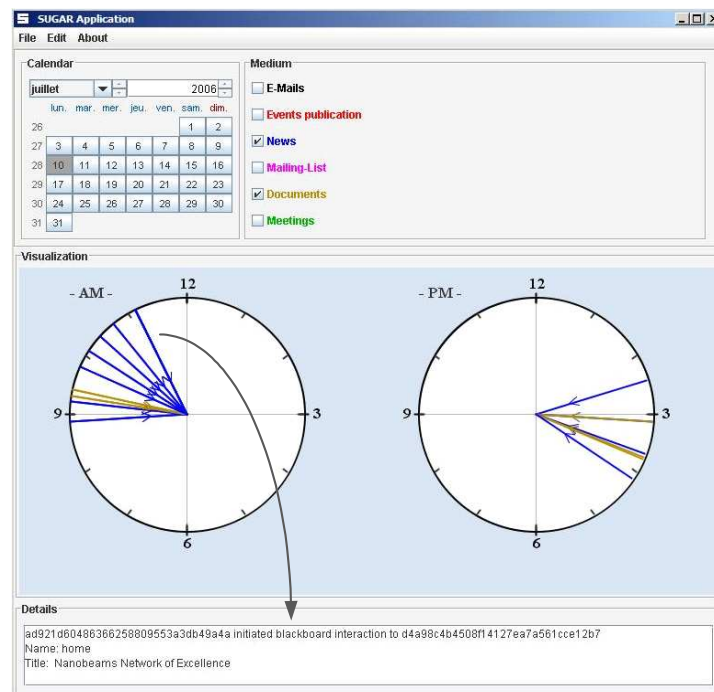 SUGAR Application
File Edit About
Calendar
juillet 2006
lun. mar. mer. jeu. ven. sam. dim.
26 1 2
27 3 4 5 6 7 8 9
28 10 11 12 13 14 15 16
29 17 18 19 20 21 22 23
30 24 25 26 27 28 29 30
31 31
Medium
E-Mails
Events publication
News
Mailing-List
Documents
Meetings
Visualization
- AM -
12
9
3
6
- PM -
12
9
3
6
Details
ad921d60486366258809553a3db49a4a initiated blackboard interaction to d4a98c4b4508f14127ea7a561cce12b7
Name: home
Title: Nanobeams Network of Excellence